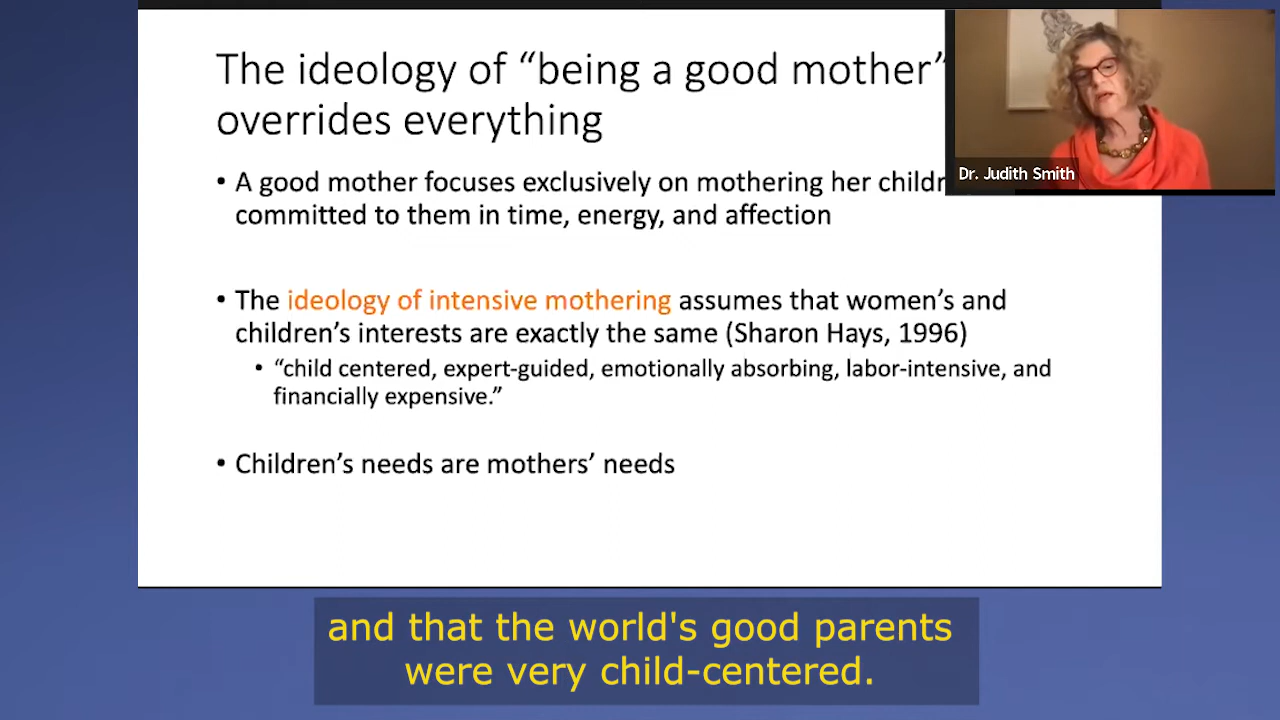 The ideology of “being a good mother”
overrides everything
• A good mother focuses exclusively on mothering her
committed to them in time, energy, and affection
• The ideology of intensive mothering assumes that women’s and
children’s interests are exactly the same (Sharon Hays, 1996)
• “child centered, expert-guided, emotionally absorbing, labor-intensive, and
financially expensive.”
• Children’s needs are mothers’ needs
Dr. Judith Smith
and that the world's good parents
were very child-centered.